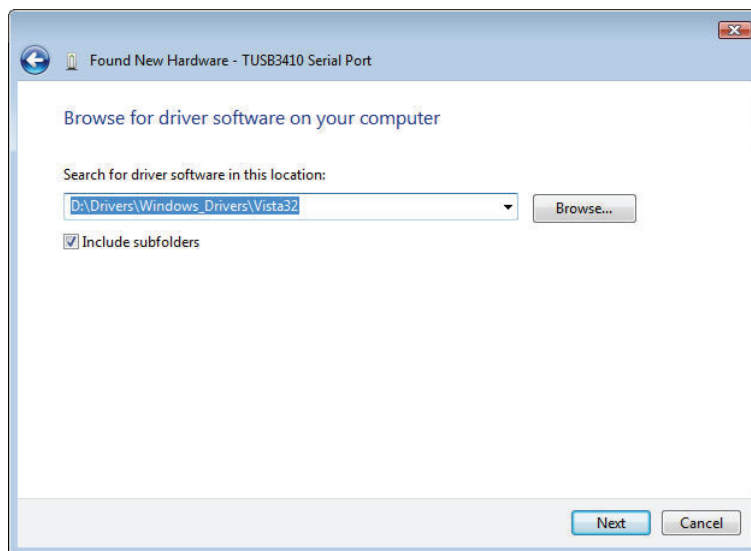 Found New Hardware - TUSB3410 Serial Port
Browse for driver software on your computer
Search for driver software in this location:
D:\Drivers\Windows_Drivers\Vista32
Browse...
Include subfolders
Next
Cancel